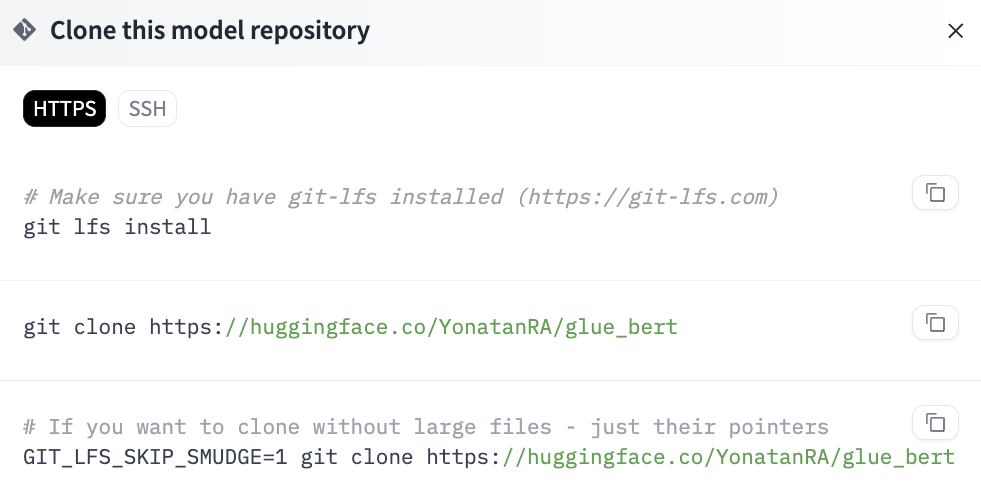 Clone this model repository
HTTPS SSH
# Make sure you have git-lfs installed (https://git-lfs.com)
git lfs install
git clone https://huggingface.co/YonatanRA/glue_bert
# If you want to clone without large files - just their pointers
GIT_LFS_SKIP_SMUDGE=1 git clone https://huggingface.co/YonatanRA/glue_bert